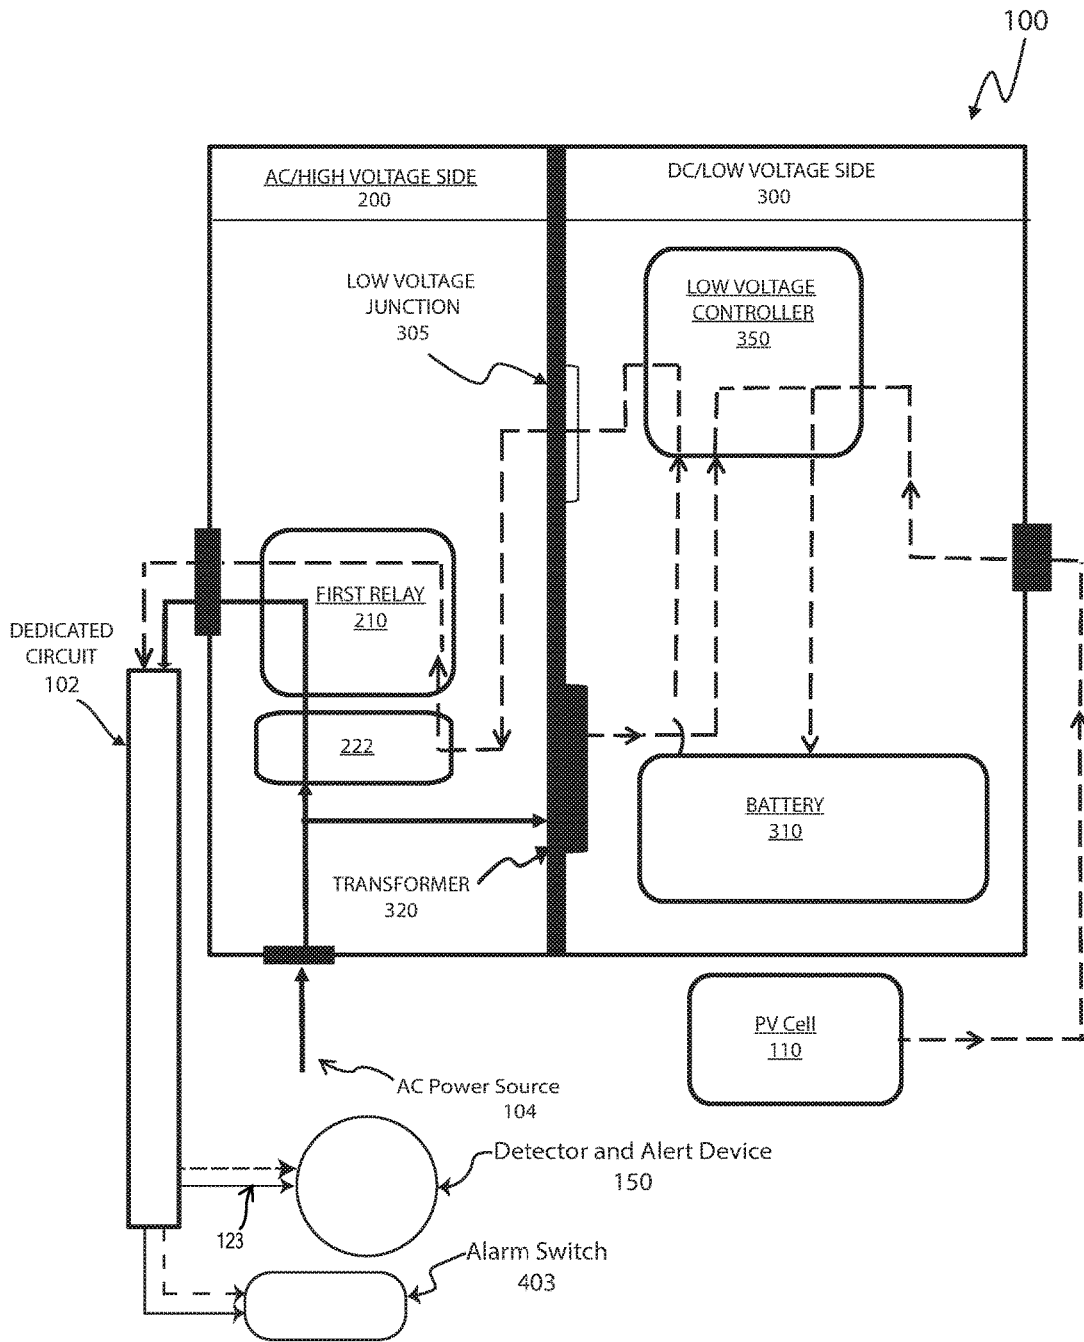 100
AC/HIGH VOLTAGE SIDE
200
DC/LOW VOLTAGE SIDE
300
LOW VOLTAGE
JUNCTION
305
LOW VOLTAGE
CONTROLLER
350
FIRST RELAY
210
DEDICATED
CIRCUIT
102
222
BATTERY
310
TRANSFORMER
320
PV Cell
110
AC Power Source
104
Detector and Alert Device
150
123
Alarm Switch
403